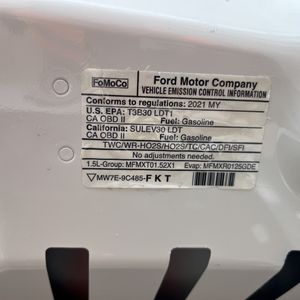 FoMoCo
Ford Motor Company
VEHICLE EMISSION CONTROL INFORMATION
Conforms to regulations: 2021 MY
U.S. EPA: T3B30 LDT1
CA OBD II Fuel: Gasoline
California: SULEV30 LDT
CA OBD II Fuel: Gasoline
TWC/WR-HO2S/HO2S/TC/CAC/DFI/SFI
No adjustments needed.
1.5L-Group: MFMXT01.52X1 Evap: MFMXR0125GDE
MW7E-9C485-FKT